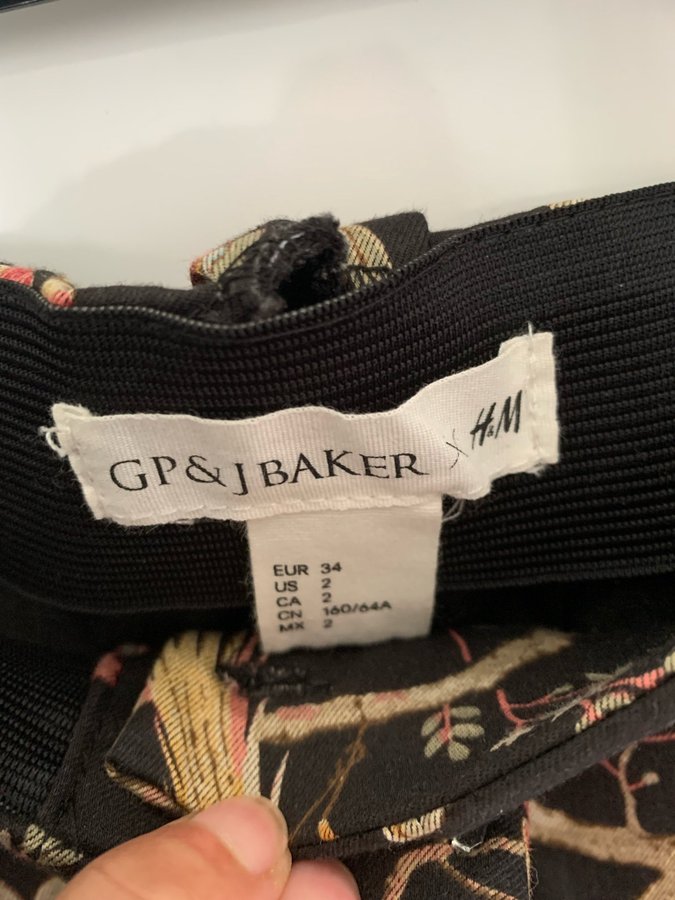 GP & J BAKER X H&M
EUR 34
US 2
CA 2
CN 160/64A
MX 2